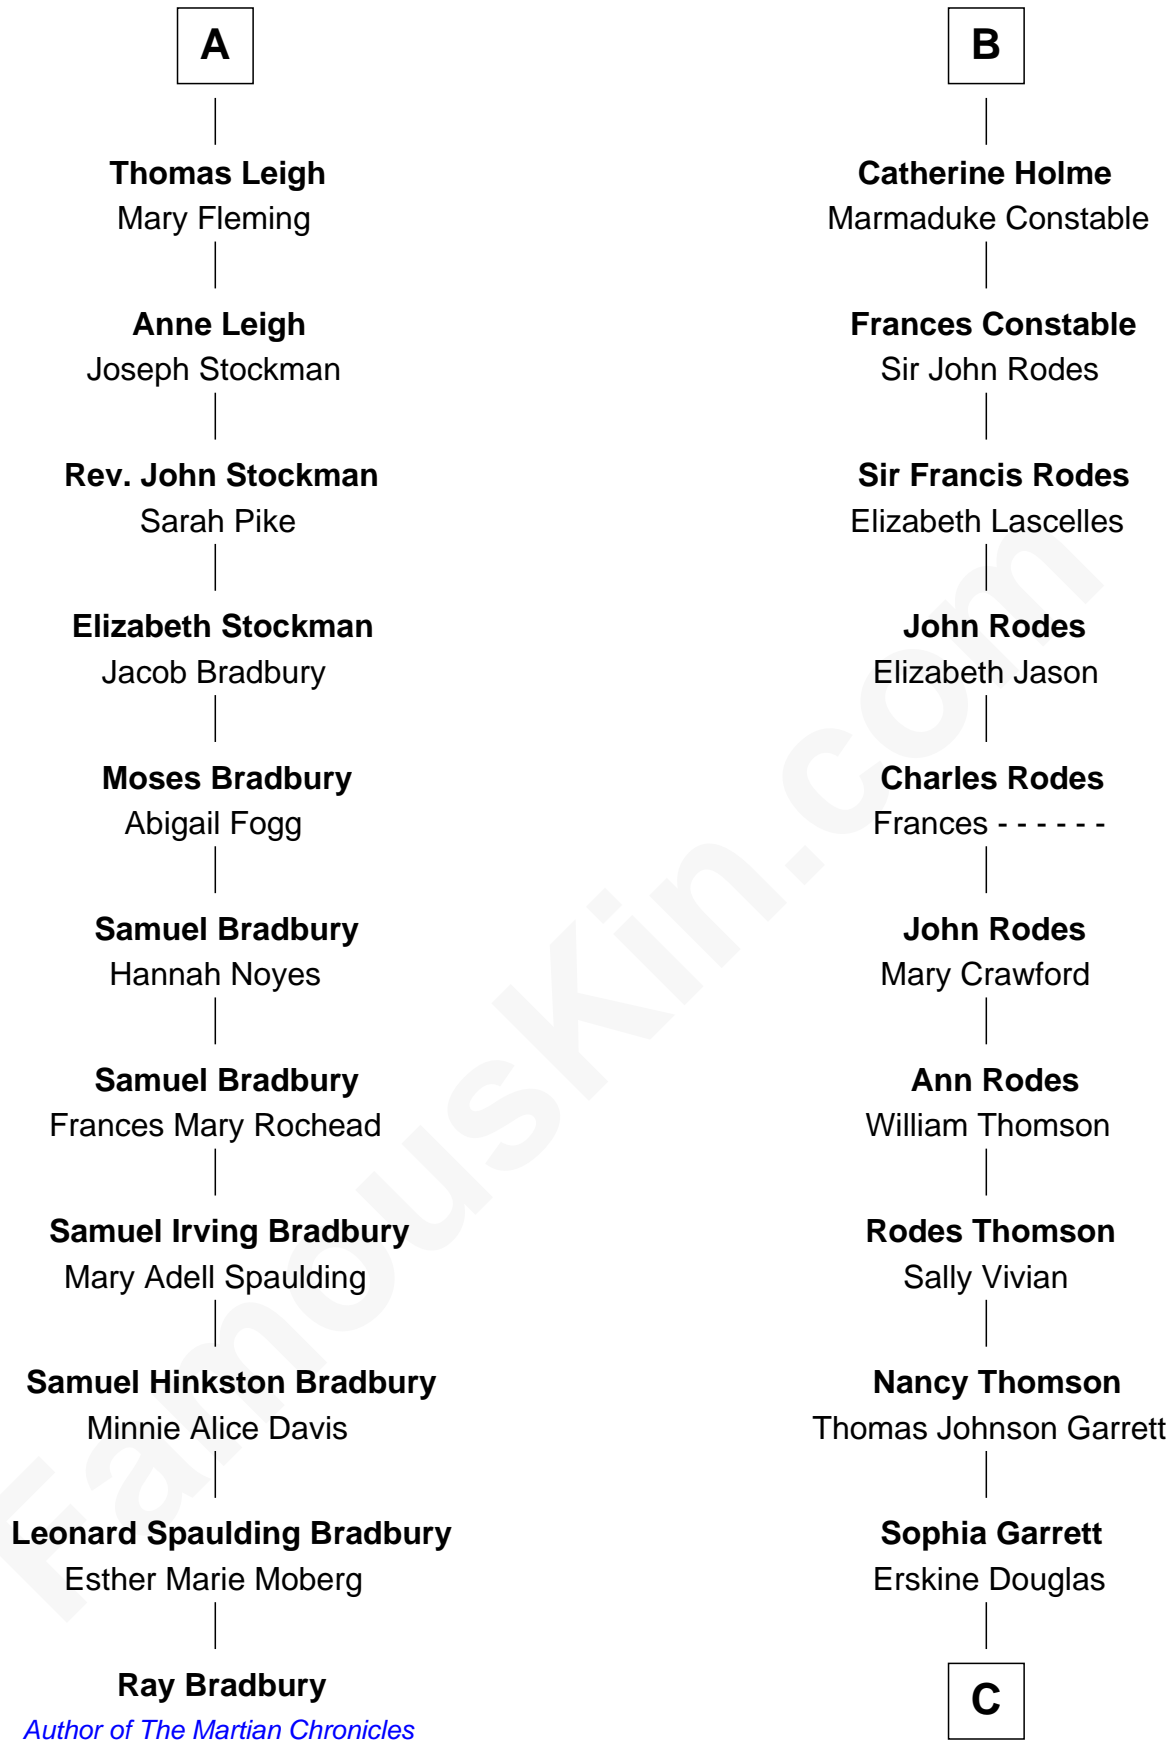 A
Thomas Leigh
Mary Fleming
Anne Leigh
Joseph Stockman
Rev. John Stockman
Sarah Pike
Elizabeth Stockman
Jacob Bradbury
Moses Bradbury
Abigail Fogg
Samuel Bradbury
Hannah Noyes
Samuel Bradbury
Frances Mary Rochead
Samuel Irving Bradbury
Mary Adell Spaulding
Samuel Hinkston Bradbury
Minnie Alice Davis
Leonard Spaulding Bradbury
Esther Marie Moberg
Ray Bradbury
Author of The Martian Chronicles
B
Catherine Holme
Marmaduke Constable
Frances Constable
Sir John Rodes
Sir Francis Rodes
Elizabeth Lascelles
John Rodes
Elizabeth Jason
Charles Rodes
Frances - - - - - -
John Rodes
Mary Crawford
Ann Rodes
William Thomson
Rodes Thomson
Sally Vivian
Nancy Thomson
Thomas Johnson Garrett
Sophia Garrett
Erskine Douglas
C
FamousKin.com